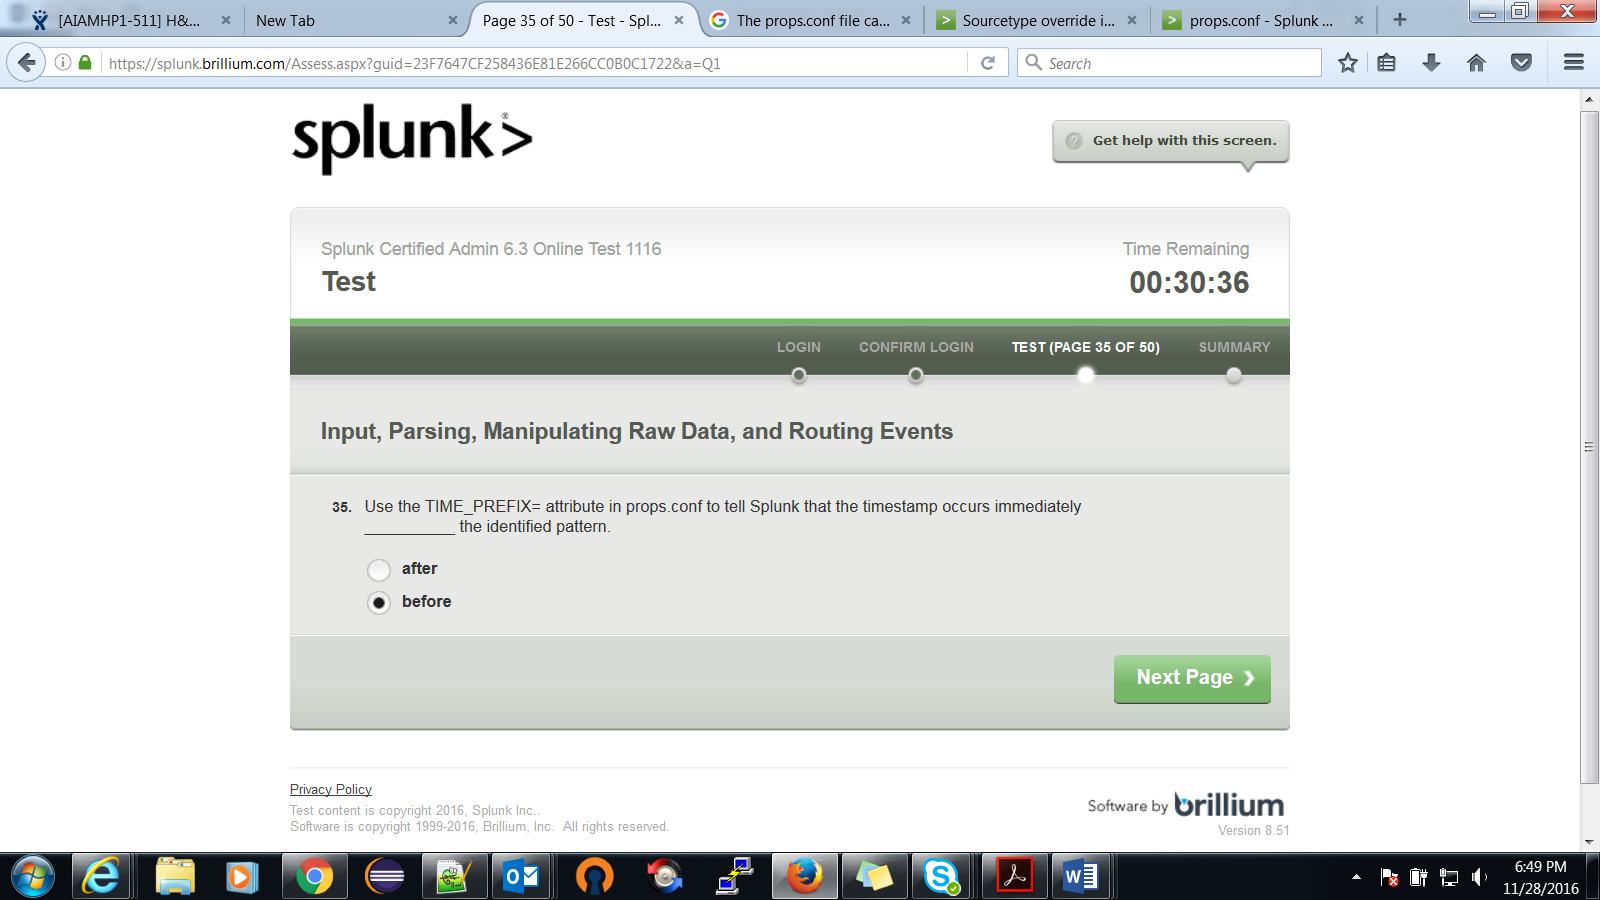 [AIAMHP1-511] H&... × New Tab × Page 35 of 50 - Test - Spl... × The props.conf file ca... × Sourcetype override i... × props.conf - Splunk ... ×
https://splunk.brillium.com/Assess.aspx?guid=23F7647CF258436E81E266CC0B0C1722&a=Q1 Search
splunk>
Get help with this screen.
Splunk Certified Admin 6.3 Online Test 1116 Time Remaining
Test 00:30:36
LOGIN CONFIRM LOGIN TEST (PAGE 35 OF 50) SUMMARY
Input, Parsing, Manipulating Raw Data, and Routing Events
35. Use the TIME_PREFIX= attribute in props.conf to tell Splunk that the timestamp occurs immediately
__________ the identified pattern.
after
before
Next Page
Privacy Policy
Test content is copyright 2016, Splunk Inc..
Software is copyright 1999-2016, Brillium, Inc. All rights reserved.
Software by brillium
Version 8.51
6:49 PM
11/28/2016